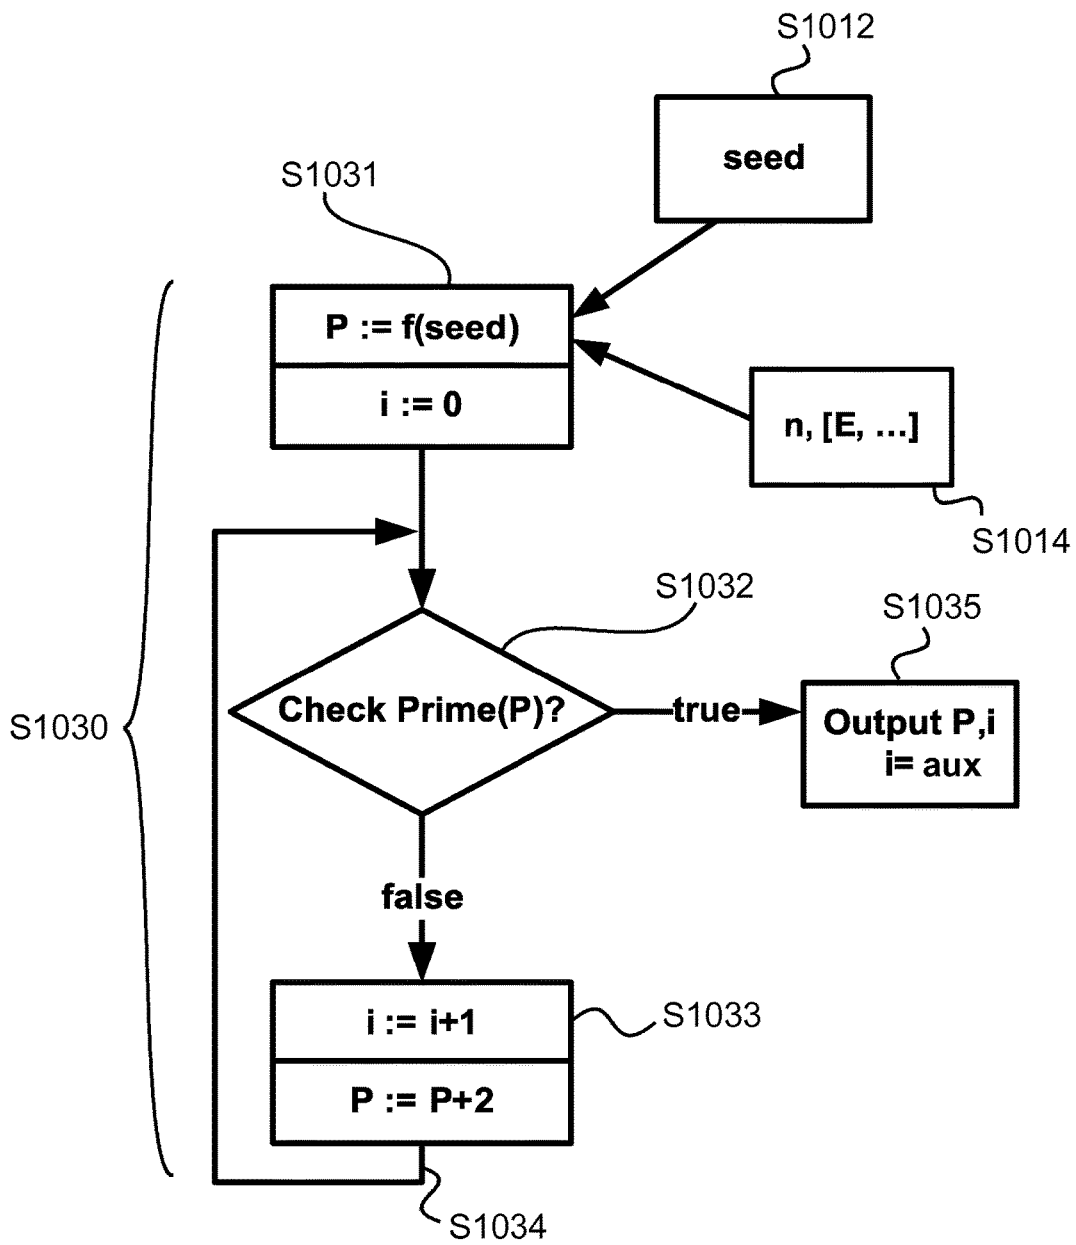 S1012
seed
S1031
P := f(seed)
i := 0
n, [E, ...]
S1014
S1032
S1035
Check Prime(P)?
true
Output P,i
i= aux
S1030
false
i := i+1
S1033
P := P+2
S1034